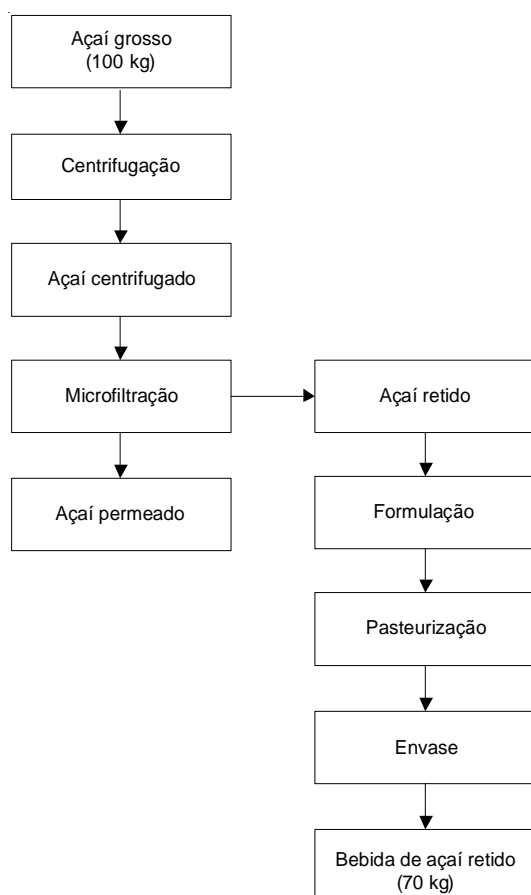 Açaí grosso
(100 kg)
Centrifugação
Açaí centrifugado
Microfiltração
Açaí retido
Açaí permeado
Formulação
Pasteurização
Envase
Bebida de açaí retido
(70 kg)